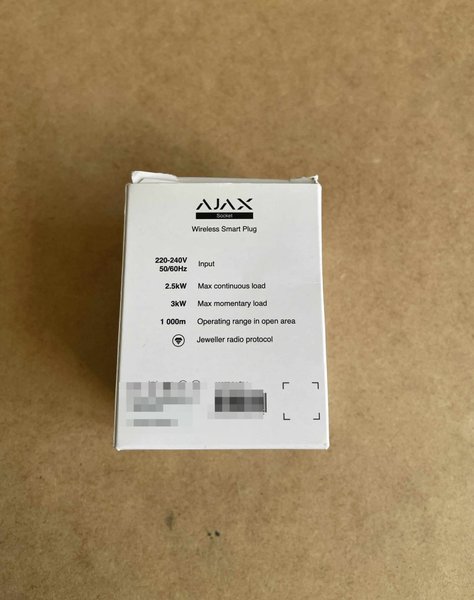 AJAX
Socket
Wireless Smart Plug
220-240V
50/60Hz Input
2.5kW Max continuous load
3kW Max momentary load
1 000m Operating range in open area
Jeweller radio protocol